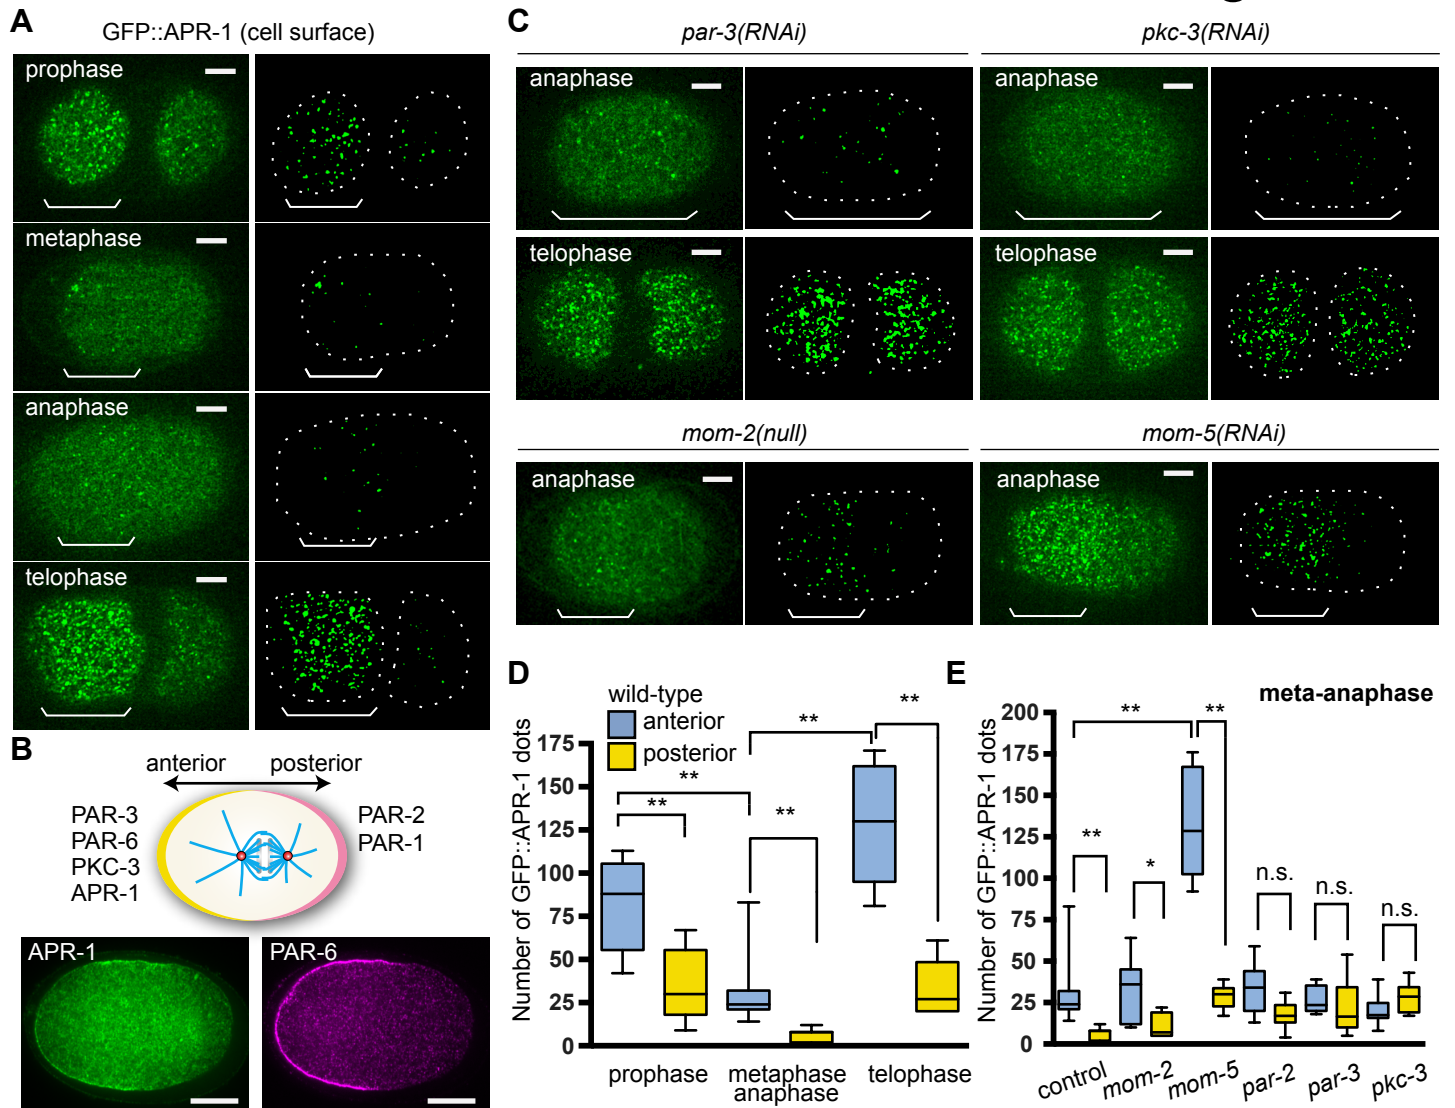 A
GFP::APR-1 (cell surface)
prophase
metaphase
anaphase
telophase
B
anterior
posterior
PAR-3
PAR-6
PKC-3
APR-1
PAR-2
PAR-1
APR-1
PAR-6
C
par-3(RNAi)
pkc-3(RNAi)
anaphase
anaphase
telophase
telophase
mom-2(null)
mom-5(RNAi)
anaphase
anaphase
D
wild-type
anterior
posterior
Number of GFP::APR-1 dots
175
150
125
100
75
50
25
0
**
**
**
**
**
prophase
metaphase
anaphase
telophase
E
meta-anaphase
Number of GFP::APR-1 dots
200
175
150
125
100
75
50
25
0
**
**
**
*
n.s.
n.s.
n.s.
control
mom-2
mom-5
par-2
par-3
pkc-3